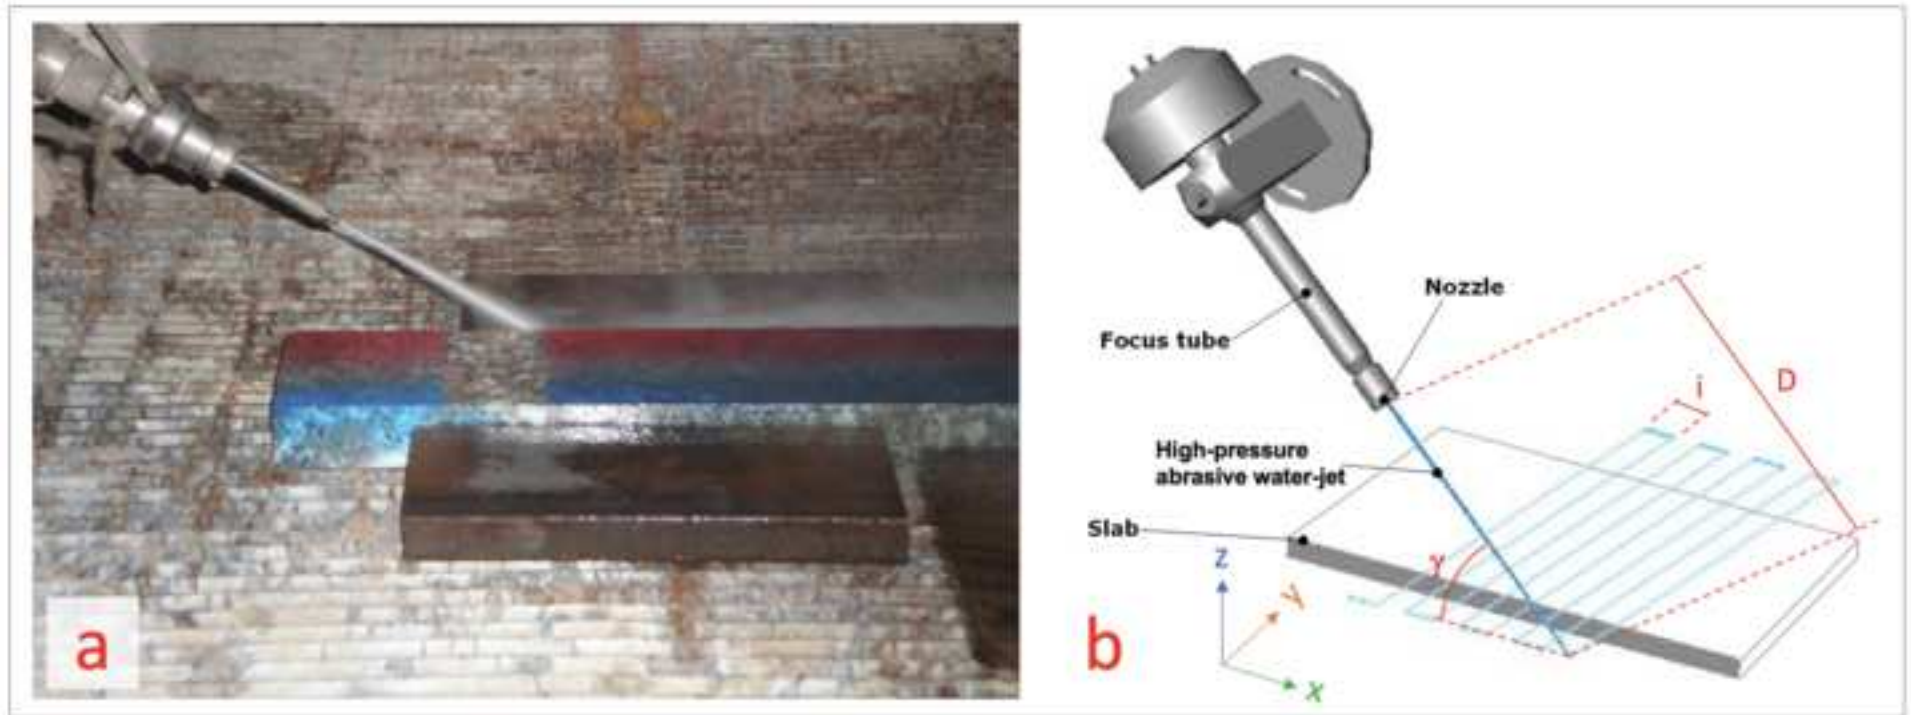 a
Nozzle
Focus tube
i
D
High-pressure
abrasive water-jet
Slab
γ
Z
y
x
b